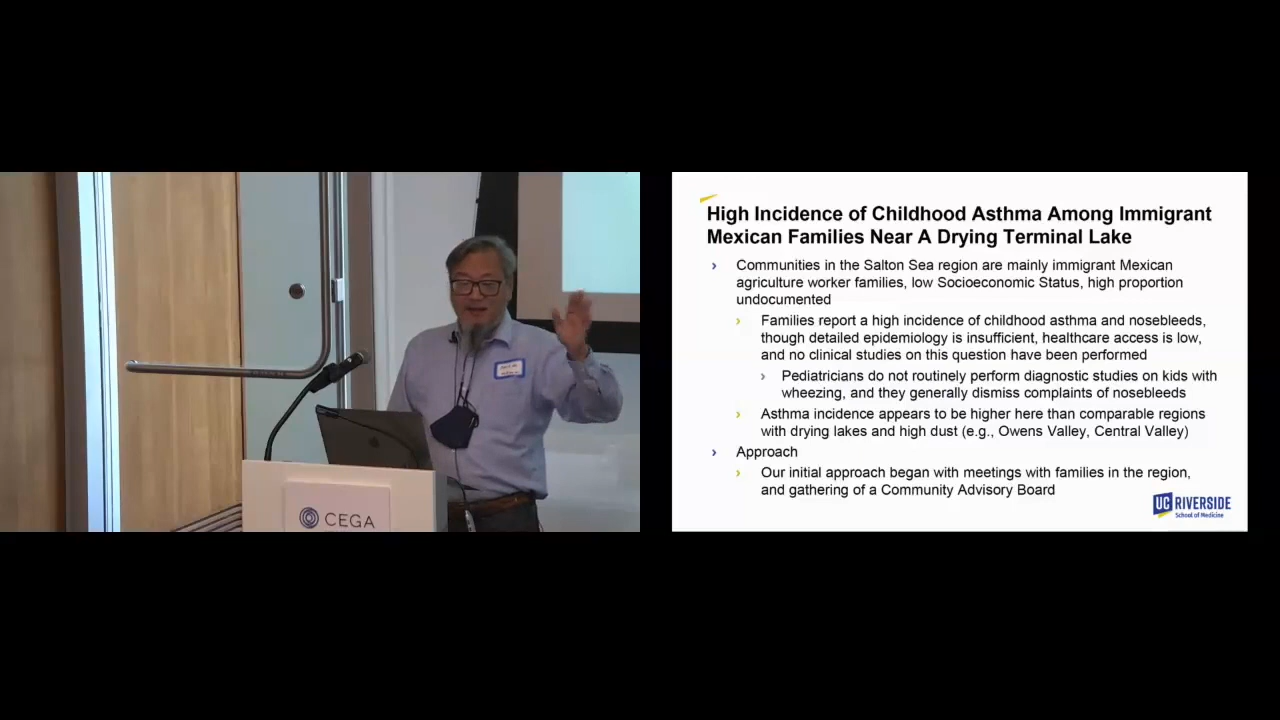 CEGA
High Incidence of Childhood Asthma Among Immigrant
Mexican Families Near A Drying Terminal Lake
› Communities in the Salton Sea region are mainly immigrant Mexican
agriculture worker families, low Socioeconomic Status, high proportion
undocumented
› Families report a high incidence of childhood asthma and nosebleeds,
though detailed epidemiology is insufficient, healthcare access is low,
and no clinical studies on this question have been performed
› Pediatricians do not routinely perform diagnostic studies on kids with
wheezing, and they generally dismiss complaints of nosebleeds
› Asthma incidence appears to be higher here than comparable regions
with drying lakes and high dust (e.g., Owens Valley, Central Valley)
› Approach
› Our initial approach began with meetings with families in the region,
and gathering of a Community Advisory Board
UC RIVERSIDE
School of Medicine